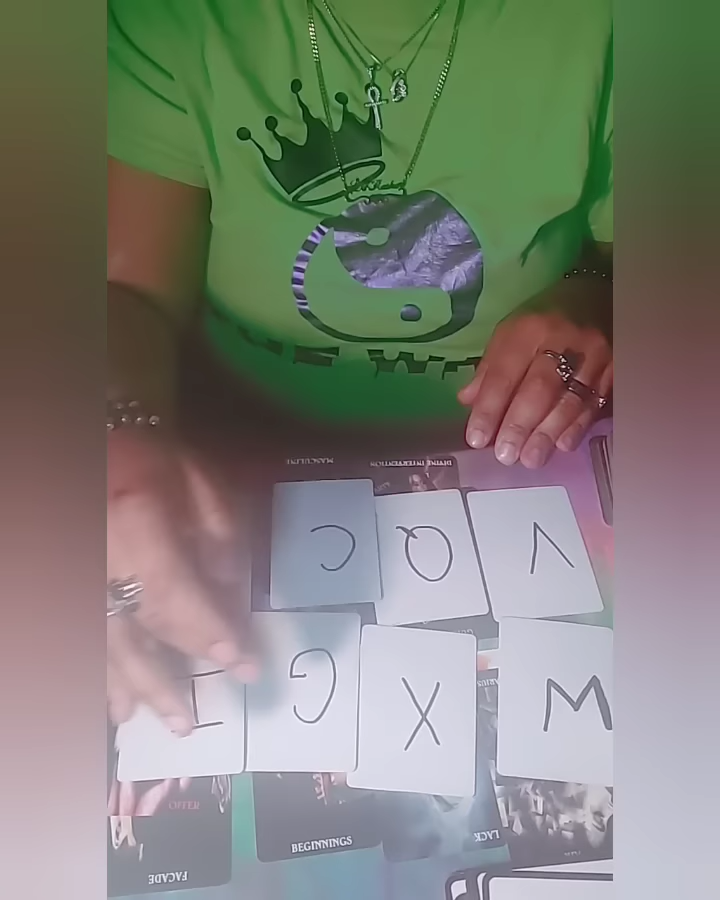 MASCULINE DIVINE INTERVENTION
C Q V
I G X W
OFFER
BEGINNINGS
LACK
FACADE